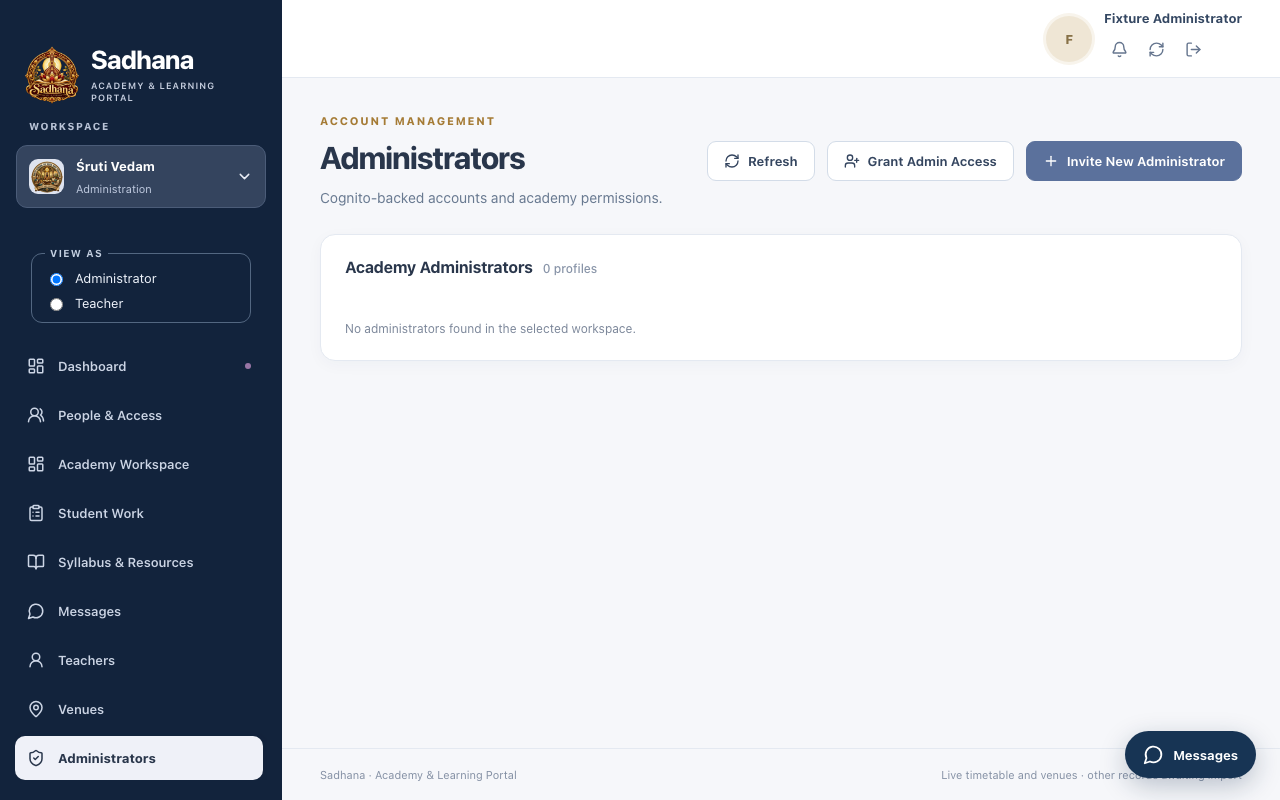 Sadhana
Sadhana
ACADEMY & LEARNING
PORTAL
WORKSPACE
Śruti Vedam
Administration
VIEW AS
Administrator
Teacher
Dashboard
People & Access
Academy Workspace
Student Work
Syllabus & Resources
Messages
Teachers
Venues
Administrators
F
Fixture Administrator
ACCOUNT MANAGEMENT
Administrators
Refresh
Grant Admin Access
Invite New Administrator
Cognito-backed accounts and academy permissions.
Academy Administrators 0 profiles
No administrators found in the selected workspace.
Sadhana · Academy & Learning Portal
Live timetable and venues · other
Messages